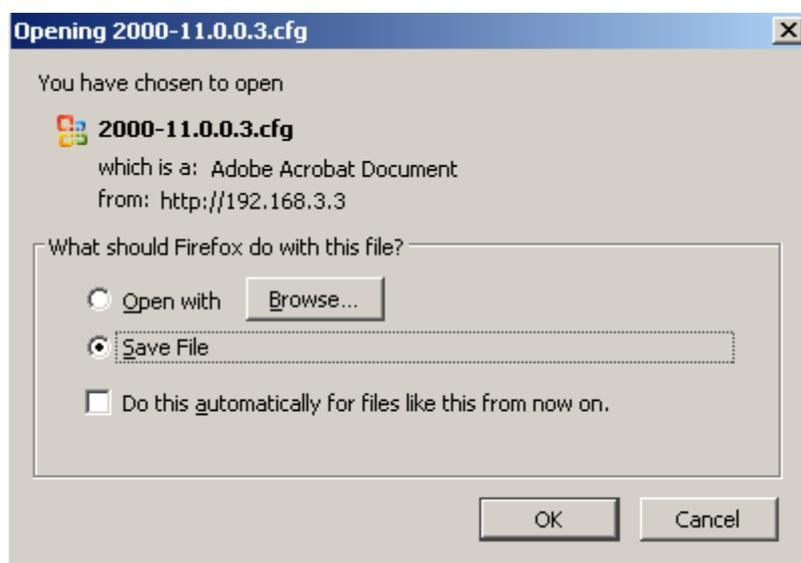 Opening 2000-11.0.0.3.cfg
You have chosen to open
2000-11.0.0.3.cfg
which is a: Adobe Acrobat Document
from: http://192.168.3.3
What should Firefox do with this file?
Open with Browse...
Save File
Do this automatically for files like this from now on.
OK Cancel